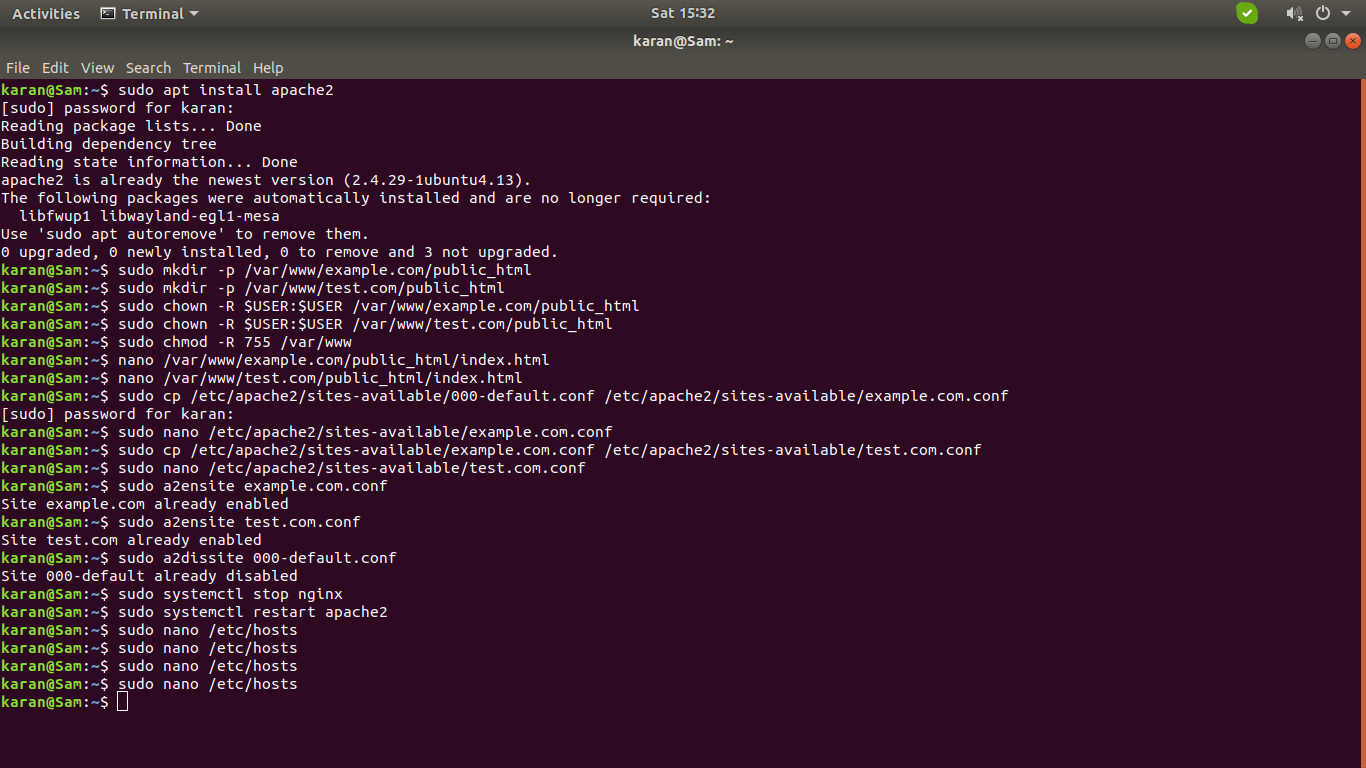 Activities Terminal Sat 15:32
karan@Sam: ~
File Edit View Search Terminal Help
karan@Sam:~$ sudo apt install apache2
[sudo] password for karan:
Reading package lists... Done
Building dependency tree
Reading state information... Done
apache2 is already the newest version (2.4.29-1ubuntu4.13).
The following packages were automatically installed and are no longer required:
  libfwup1 libwayland-egl1-mesa
Use 'sudo apt autoremove' to remove them.
0 upgraded, 0 newly installed, 0 to remove and 3 not upgraded.
karan@Sam:~$ sudo mkdir -p /var/www/example.com/public_html
karan@Sam:~$ sudo mkdir -p /var/www/test.com/public_html
karan@Sam:~$ sudo chown -R $USER:$USER /var/www/example.com/public_html
karan@Sam:~$ sudo chown -R $USER:$USER /var/www/test.com/public_html
karan@Sam:~$ sudo chmod -R 755 /var/www
karan@Sam:~$ nano /var/www/example.com/public_html/index.html
karan@Sam:~$ nano /var/www/test.com/public_html/index.html
karan@Sam:~$ sudo cp /etc/apache2/sites-available/000-default.conf /etc/apache2/sites-available/example.com.conf
[sudo] password for karan:
karan@Sam:~$ sudo nano /etc/apache2/sites-available/example.com.conf
karan@Sam:~$ sudo cp /etc/apache2/sites-available/example.com.conf /etc/apache2/sites-available/test.com.conf
karan@Sam:~$ sudo nano /etc/apache2/sites-available/test.com.conf
karan@Sam:~$ sudo a2ensite example.com.conf
Site example.com already enabled
karan@Sam:~$ sudo a2ensite test.com.conf
Site test.com already enabled
karan@Sam:~$ sudo a2dissite 000-default.conf
Site 000-default already disabled
karan@Sam:~$ sudo systemctl stop nginx
karan@Sam:~$ sudo systemctl restart apache2
karan@Sam:~$ sudo nano /etc/hosts
karan@Sam:~$ sudo nano /etc/hosts
karan@Sam:~$ sudo nano /etc/hosts
karan@Sam:~$ sudo nano /etc/hosts
karan@Sam:~$